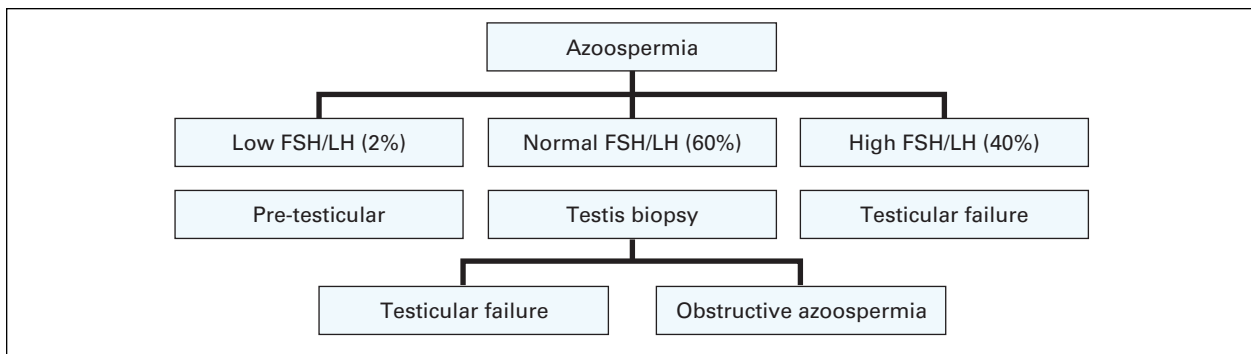 Azoospermia
Low FSH/LH (2%)
Normal FSH/LH (60%)
High FSH/LH (40%)
Pre-testicular
Testis biopsy
Testicular failure
Testicular failure
Obstructive azoospermia